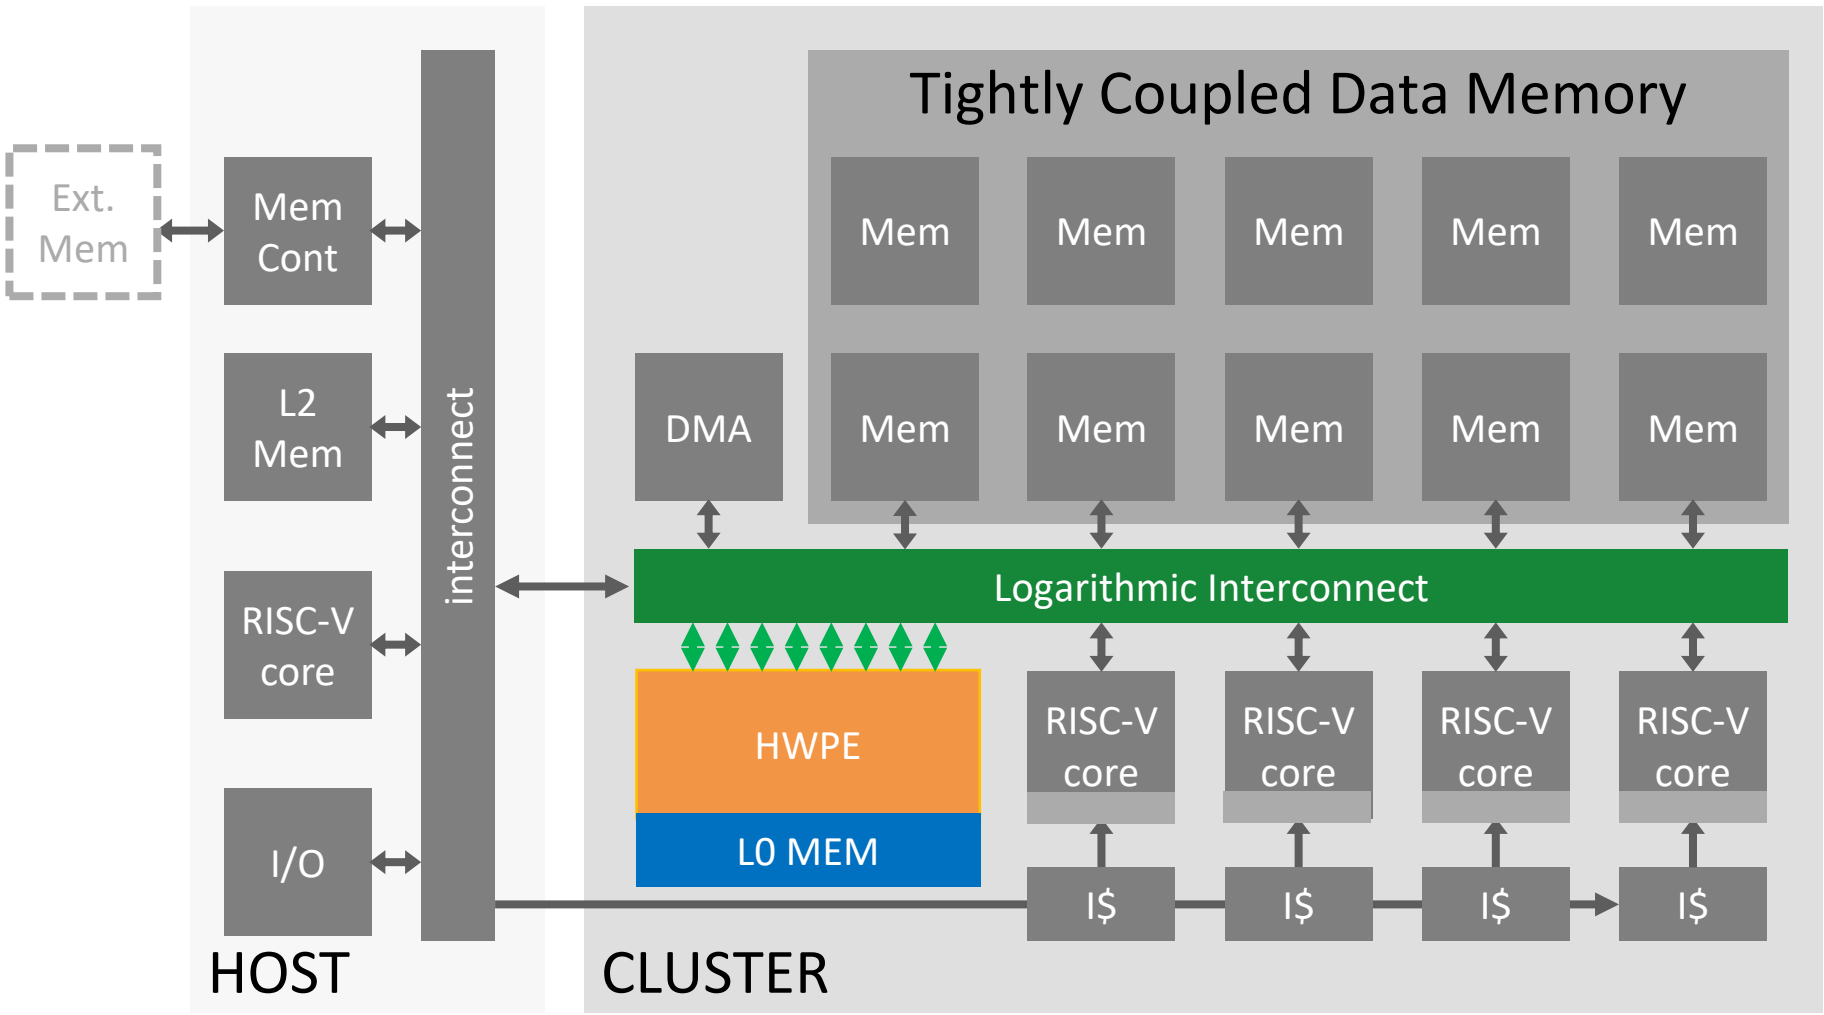 Tightly Coupled Data Memory
Ext.
Mem
Mem
Cont
Mem
Mem
Mem
Mem
Mem
L2
Mem
interconnect
DMA
Mem
Mem
Mem
Mem
Mem
Logarithmic Interconnect
RISC-V
core
HWPE
RISC-V
core
RISC-V
core
RISC-V
core
RISC-V
core
I/O
L0 MEM
I$
I$
I$
I$
HOST
CLUSTER